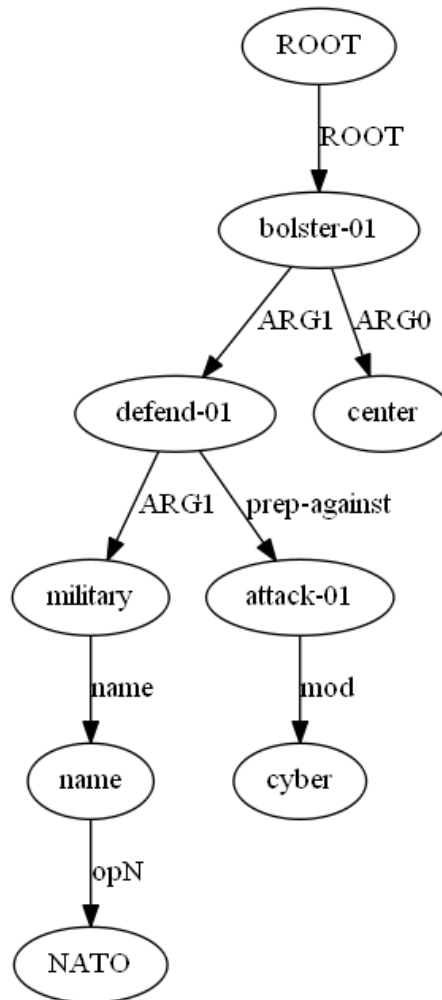 ROOT
ROOT
bolster-01
ARG1 ARG0
defend-01 center
ARG1 prep-against
military attack-01
name mod
name cyber
opN
NATO